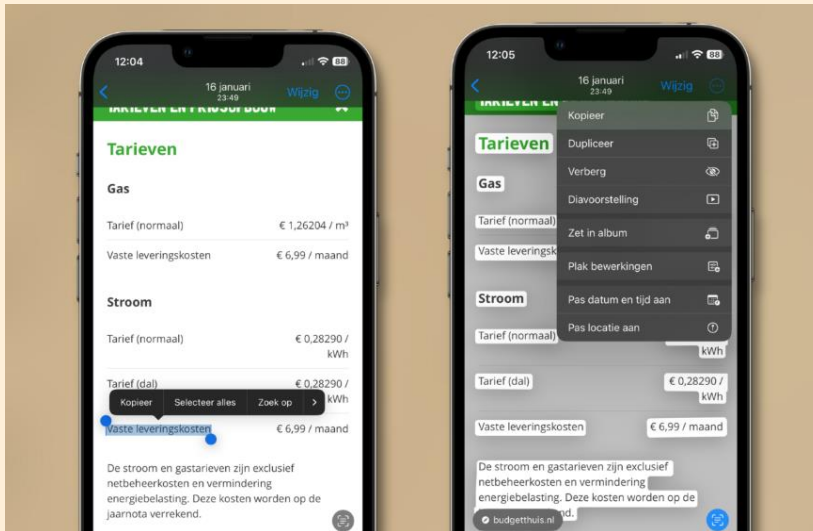 12:04
88
16 januari
23:49
Wijzig
Tarieven
Gas
Tarief (normaal) € 1,26204 / m³
Vaste leveringskosten € 6,99 / maand
Stroom
Tarief (normaal) € 0,28290 /
kWh
Tarief (dal) € 0,28290 /
kWh
Kopieer Selecteer alles Zoek op
Vaste leveringskosten € 6,99 / maand
De stroom en gastarieven zijn exclusief
netbeheerkosten en vermindering
energiebelasting. Deze kosten worden op de
jaarnota verrekend.
12:05
88
16 januari
23:49
Wijzig
Kopieer
Dupliceer
Verberg
Diavoorstelling
Zet in album
Plak bewerkingen
Pas datum en tijd aan
Pas locatie aan
Tarieven
Gas
Tarief (normaal)
Vaste
Stroom
Tarief (normaal)
kWh
Tarief (dal) € 0,28290 /
kWh
Vaste leveringskosten € 6,99 / maand
De stroom en gastarieven zijn exclusief
netbeheerkosten en vermindering
energiebelasting. Deze kosten worden op de
budgetthuis.nl